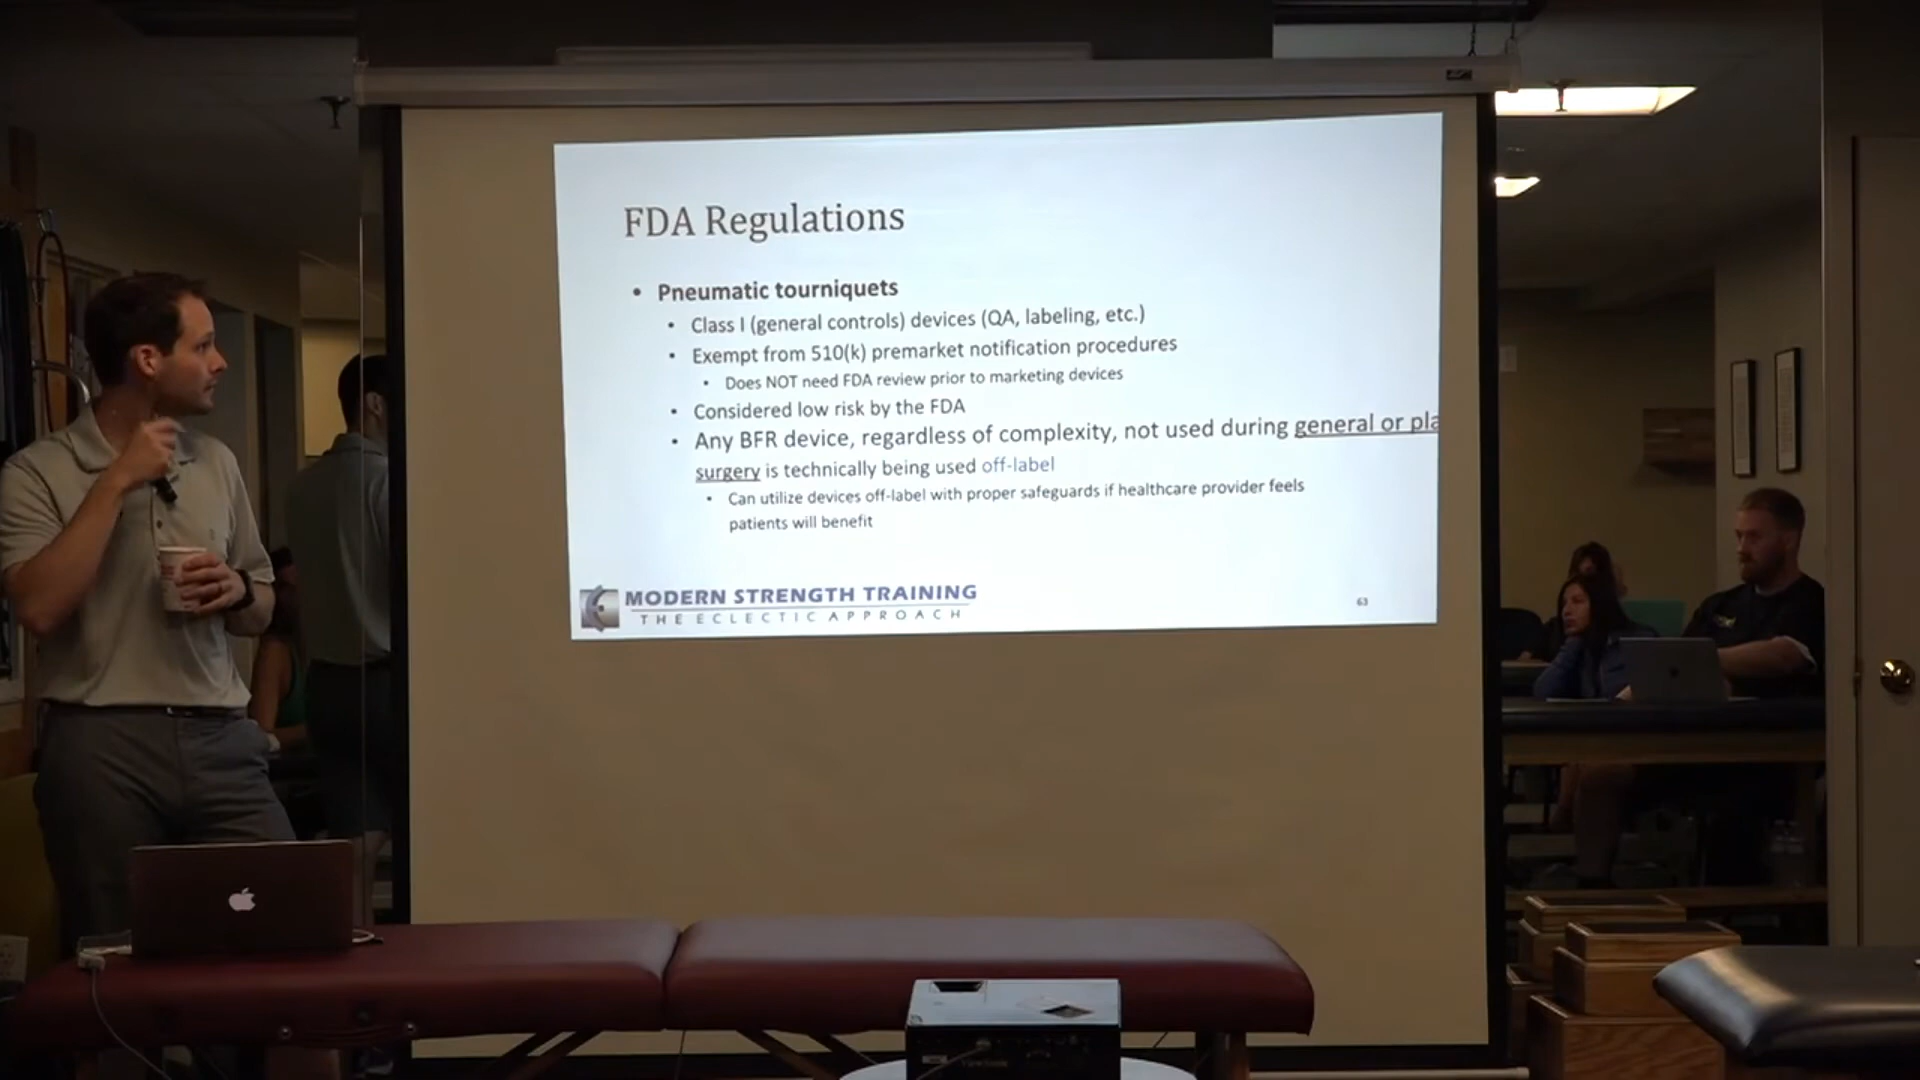 FDA Regulations
• Pneumatic tourniquets
• Class I (general controls) devices (QA, labeling, etc.)
• Exempt from 510(k) premarket notification procedures
• Does NOT need FDA review prior to marketing devices
• Considered low risk by the FDA
• Any BFR device, regardless of complexity, not used during general or pla
surgery is technically being used off-label
• Can utilize devices off-label with proper safeguards if healthcare provider feels
patients will benefit
MODERN STRENGTH TRAINING
THE ECLECTIC APPROACH
63